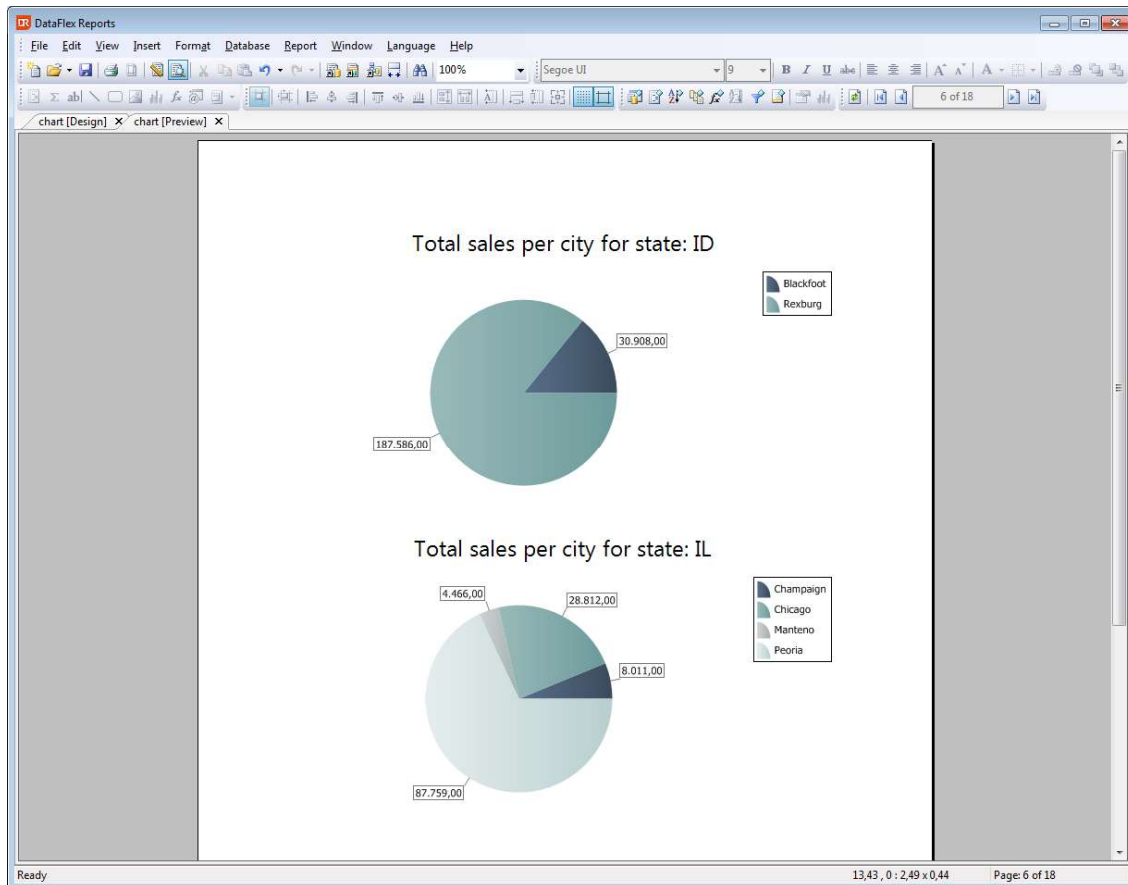 DataFlex Reports
File Edit View Insert Format Database Report Window Language Help
100% Segoe UI 9 B I U abc A A A
ab| 6 of 18
chart [Design] chart [Preview]
Total sales per city for state: ID
Blackfoot
Rexburg
30.908,00
187.586,00
Total sales per city for state: IL
Champaign
Chicago
Manteno
Peoria
4.466,00
28.812,00
8.011,00
87.759,00
Ready 13,43 , 0 : 2,49 x 0,44 Page: 6 of 18